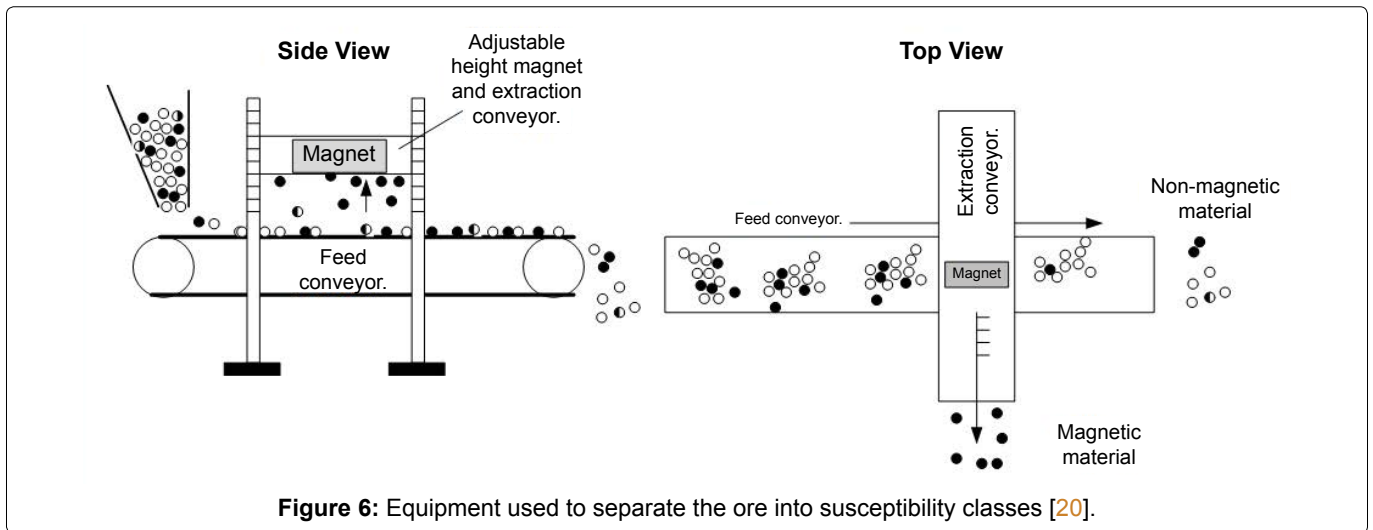 Side View
Adjustable
height magnet
and extraction
conveyor.
Magnet
Feed
conveyor.
Top View
Extraction
conveyor.
Feed conveyor.
Magnet
Non-magnetic
material
Magnetic
material
Figure 6: Equipment used to separate the ore into susceptibility classes [20].